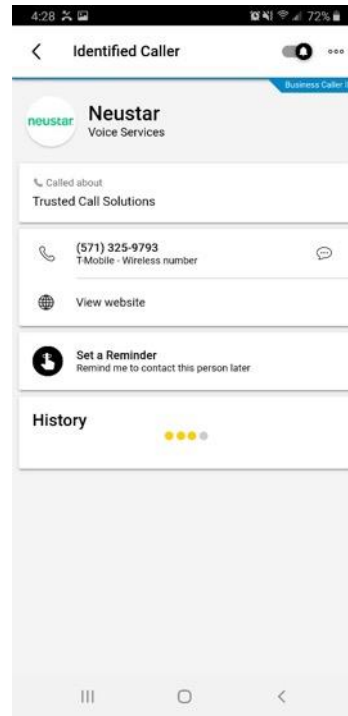 4:28
72%
Identified Caller
Business Caller I
neustar
Neustar
Voice Services
Called about
Trusted Call Solutions
(571) 325-9793
T-Mobile - Wireless number
View website
Set a Reminder
Remind me to contact this person later
History